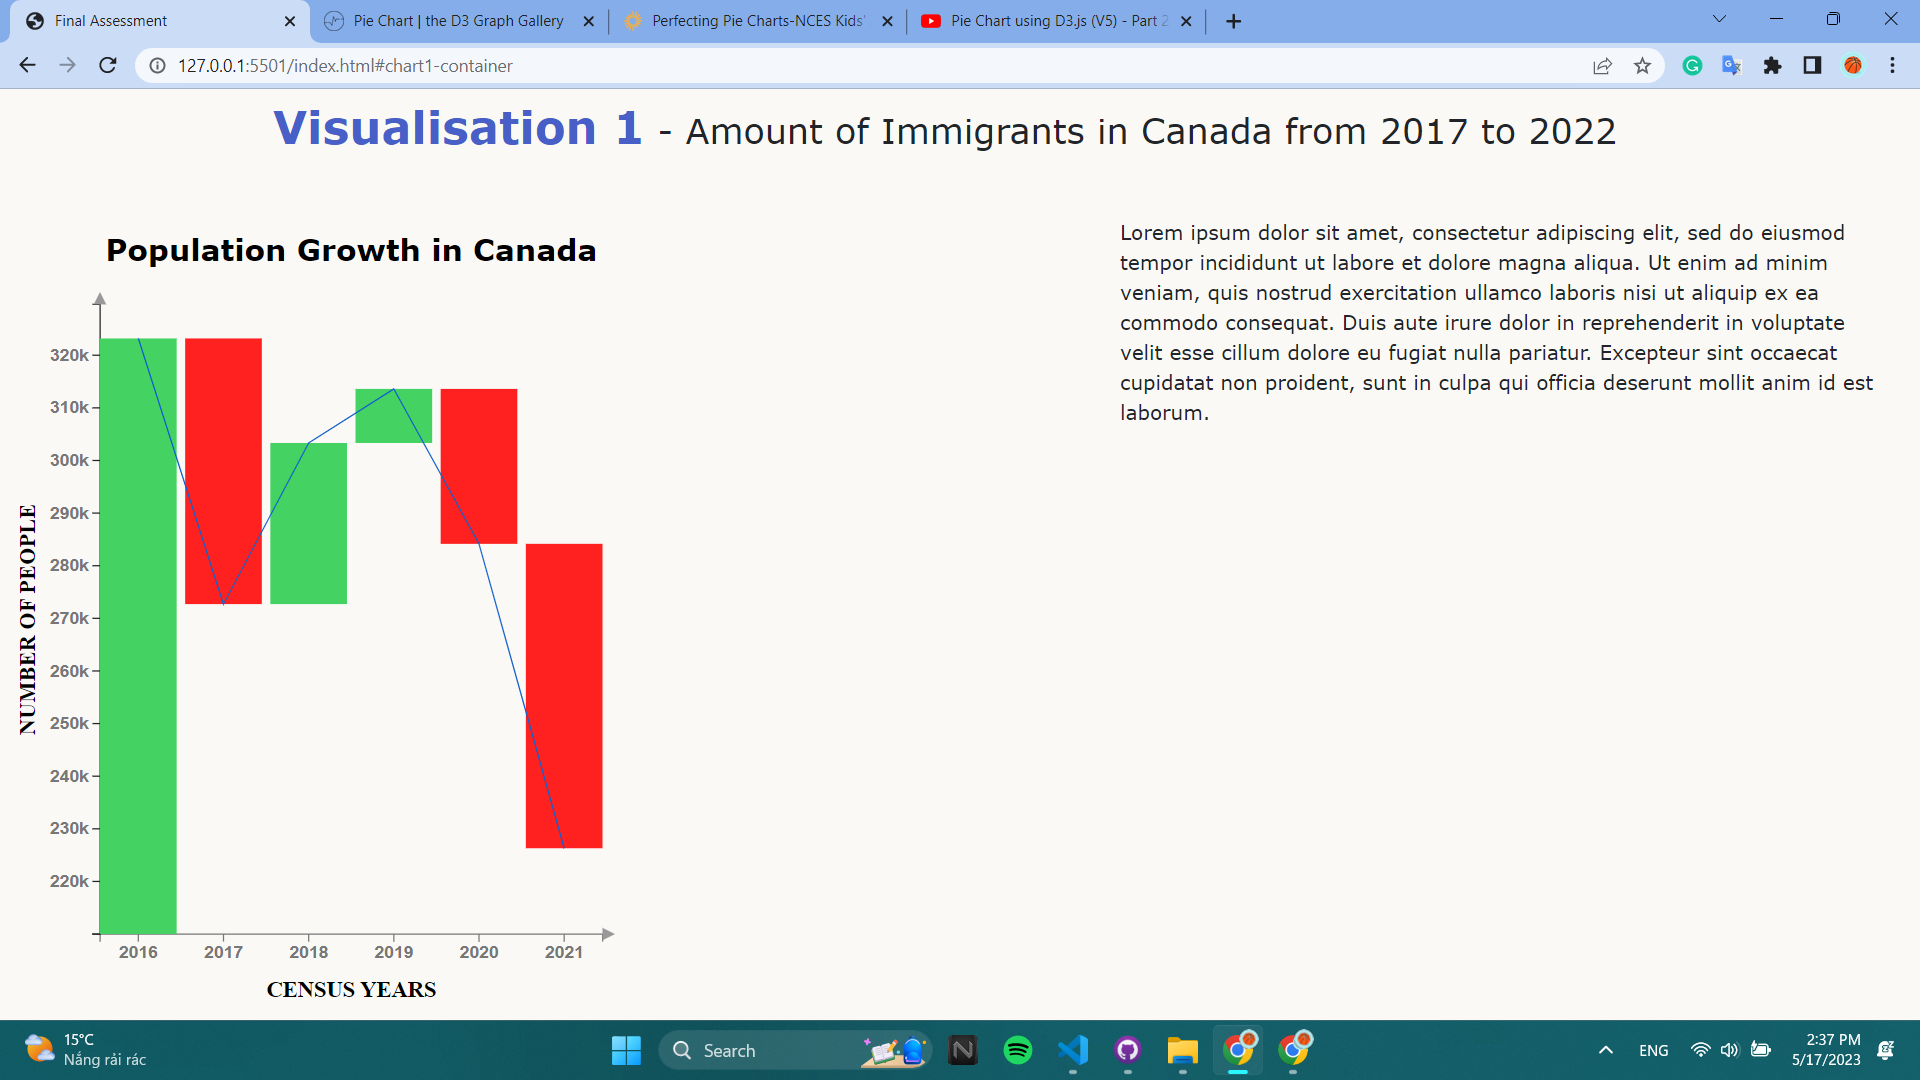 Final Assessment
Pie Chart | the D3 Graph Gallery
Perfecting Pie Charts-NCES Kids'
Pie Chart using D3.js (V5) - Part 2
127.0.0.1:5501/index.html#chart1-container
Visualisation 1 - Amount of Immigrants in Canada from 2017 to 2022
Population Growth in Canada
320k
310k
300k
290k
280k
270k
260k
250k
240k
230k
220k
NUMBER OF PEOPLE
2016 2017 2018 2019 2020 2021
CENSUS YEARS
Lorem ipsum dolor sit amet, consectetur adipiscing elit, sed do eiusmod
tempor incididunt ut labore et dolore magna aliqua. Ut enim ad minim
veniam, quis nostrud exercitation ullamco laboris nisi ut aliquip ex ea
commodo consequat. Duis aute irure dolor in reprehenderit in voluptate
velit esse cillum dolore eu fugiat nulla pariatur. Excepteur sint occaecat
cupidatat non proident, sunt in culpa qui officia deserunt mollit anim id est
laborum.
15°C
Nắng rải rác
Search
ENG
2:37 PM
5/17/2023